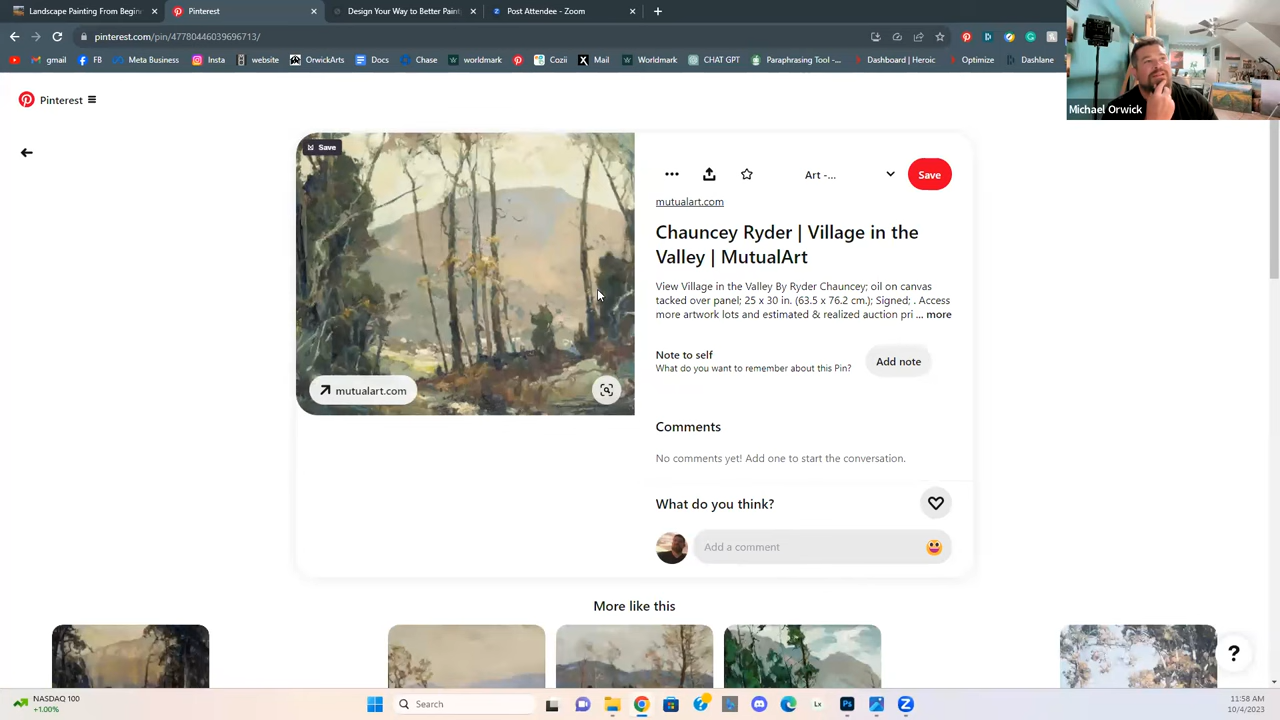 Landscape Painting From Beginn
Pinterest
Design Your Way to Better Paint
Post Attendee - Zoom
pinterest.com/pin/47780446039696713/
gmail
FB
Meta Business
Insta
website
OrwickArts
Docs
Chase
worldmark
Cozii
Mail
Worldmark
CHAT GPT
Paraphrasing Tool -...
Dashboard | Heroic
Optimize
Dashlane
Michael Orwick
Pinterest
Save
Art -...
Save
mutualart.com
Chauncey Ryder | Village in the
Valley | MutualArt
View Village in the Valley By Ryder Chauncey; oil on canvas
tacked over panel; 25 x 30 in. (63.5 x 76.2 cm.); Signed; . Access
more artwork lots and estimated & realized auction pri ... more
Note to self
What do you want to remember about this Pin?
Add note
mutualart.com
Comments
No comments yet! Add one to start the conversation.
What do you think?
Add a comment
More like this
?
NASDAQ 100
+1.00%
Search
Lx
Ps
11:58 AM
10/4/2023